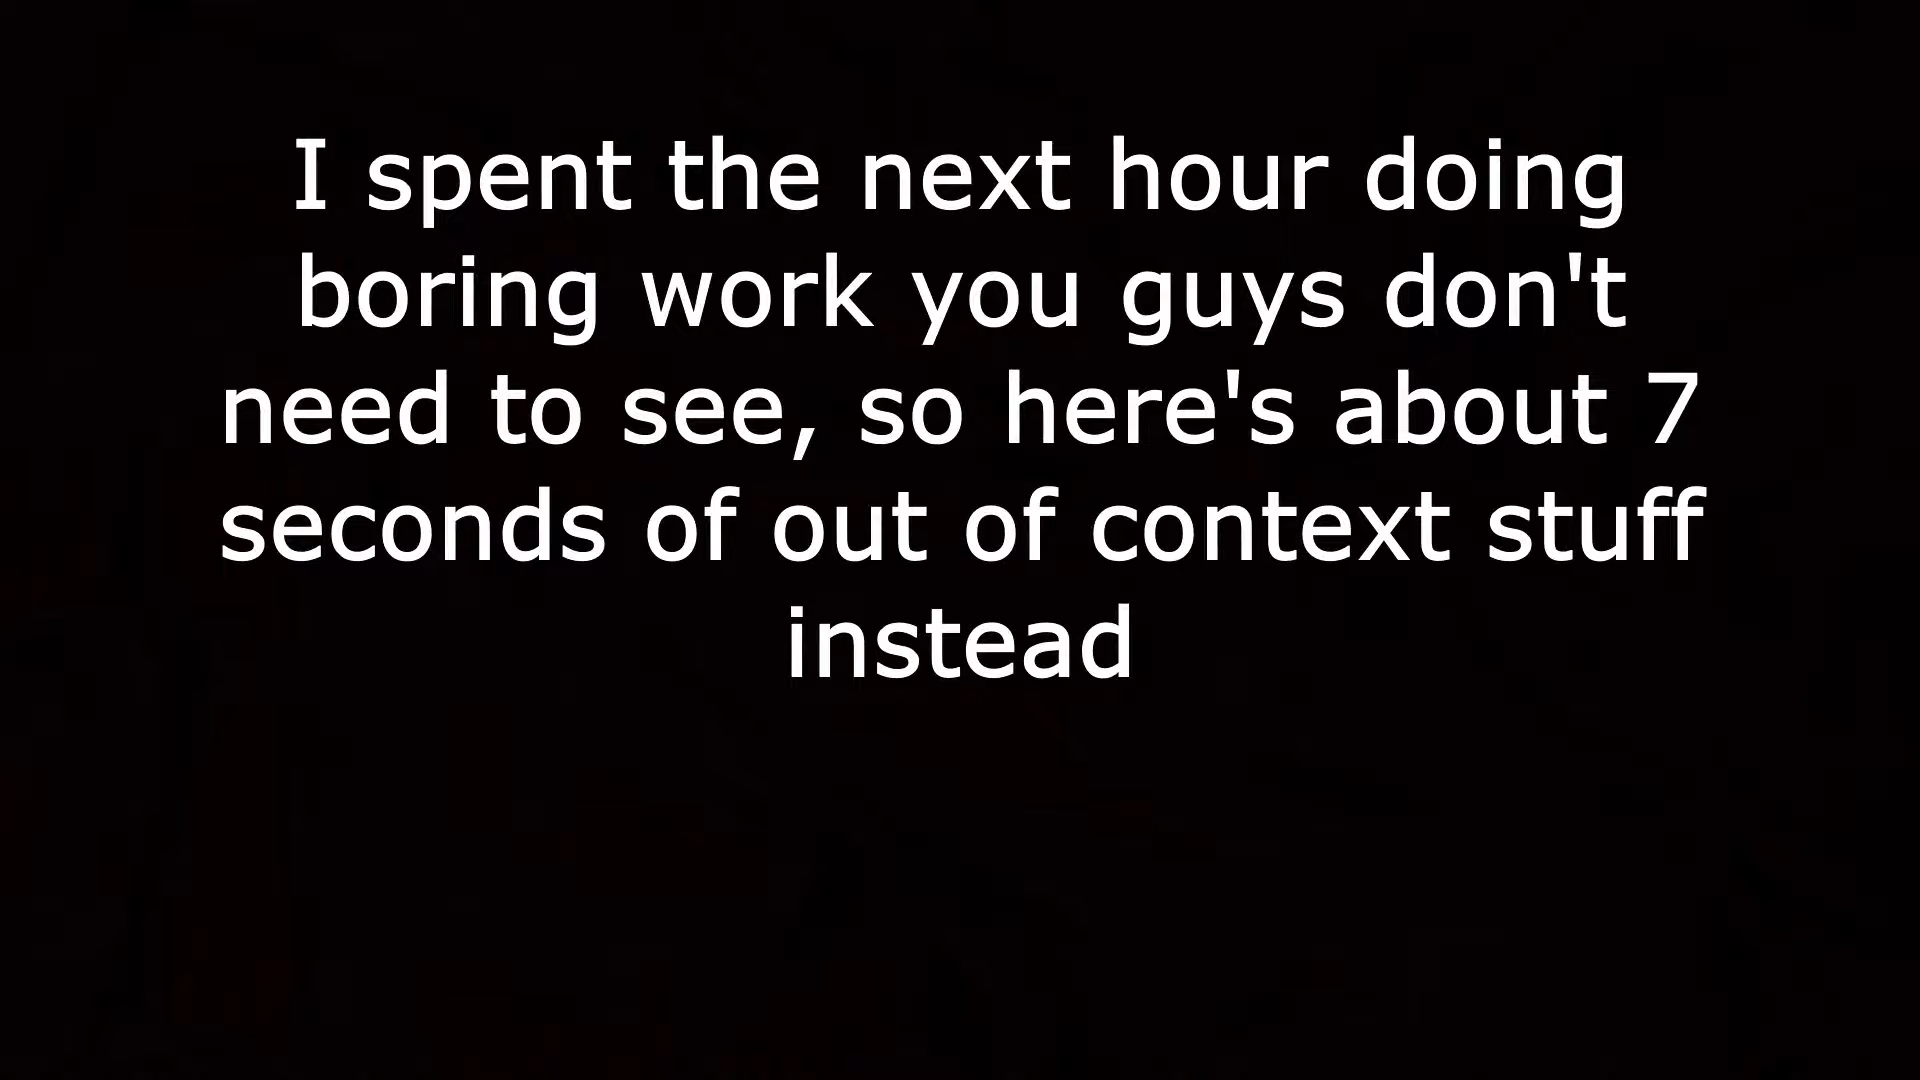 I spent the next hour doing
boring work you guys don't
need to see, so here's about 7
seconds of out of context stuff
instead